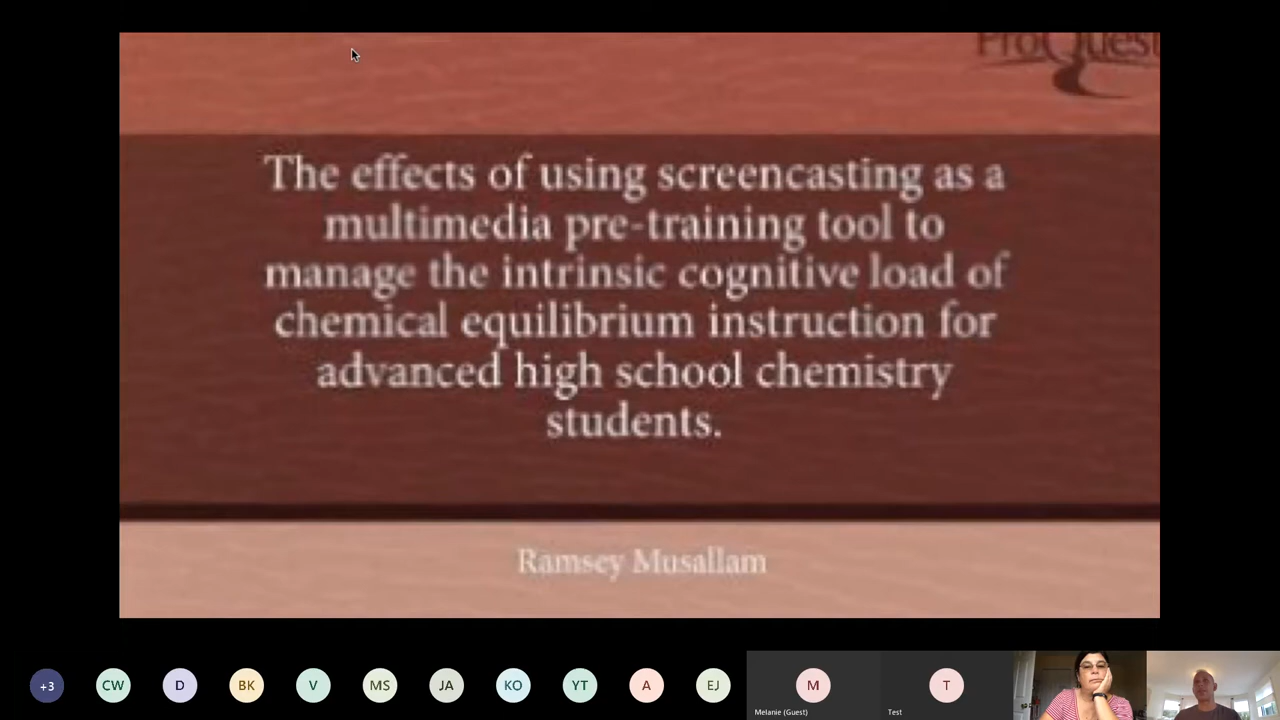 ProQuest
The effects of using screencasting as a
multimedia pre-training tool to
manage the intrinsic cognitive load of
chemical equilibrium instruction for
advanced high school chemistry
students.
Ramsey Musallam
+3
CW
D
BK
V
MS
JA
KO
YT
A
EJ
M
T
Melanie (Guest)
Test